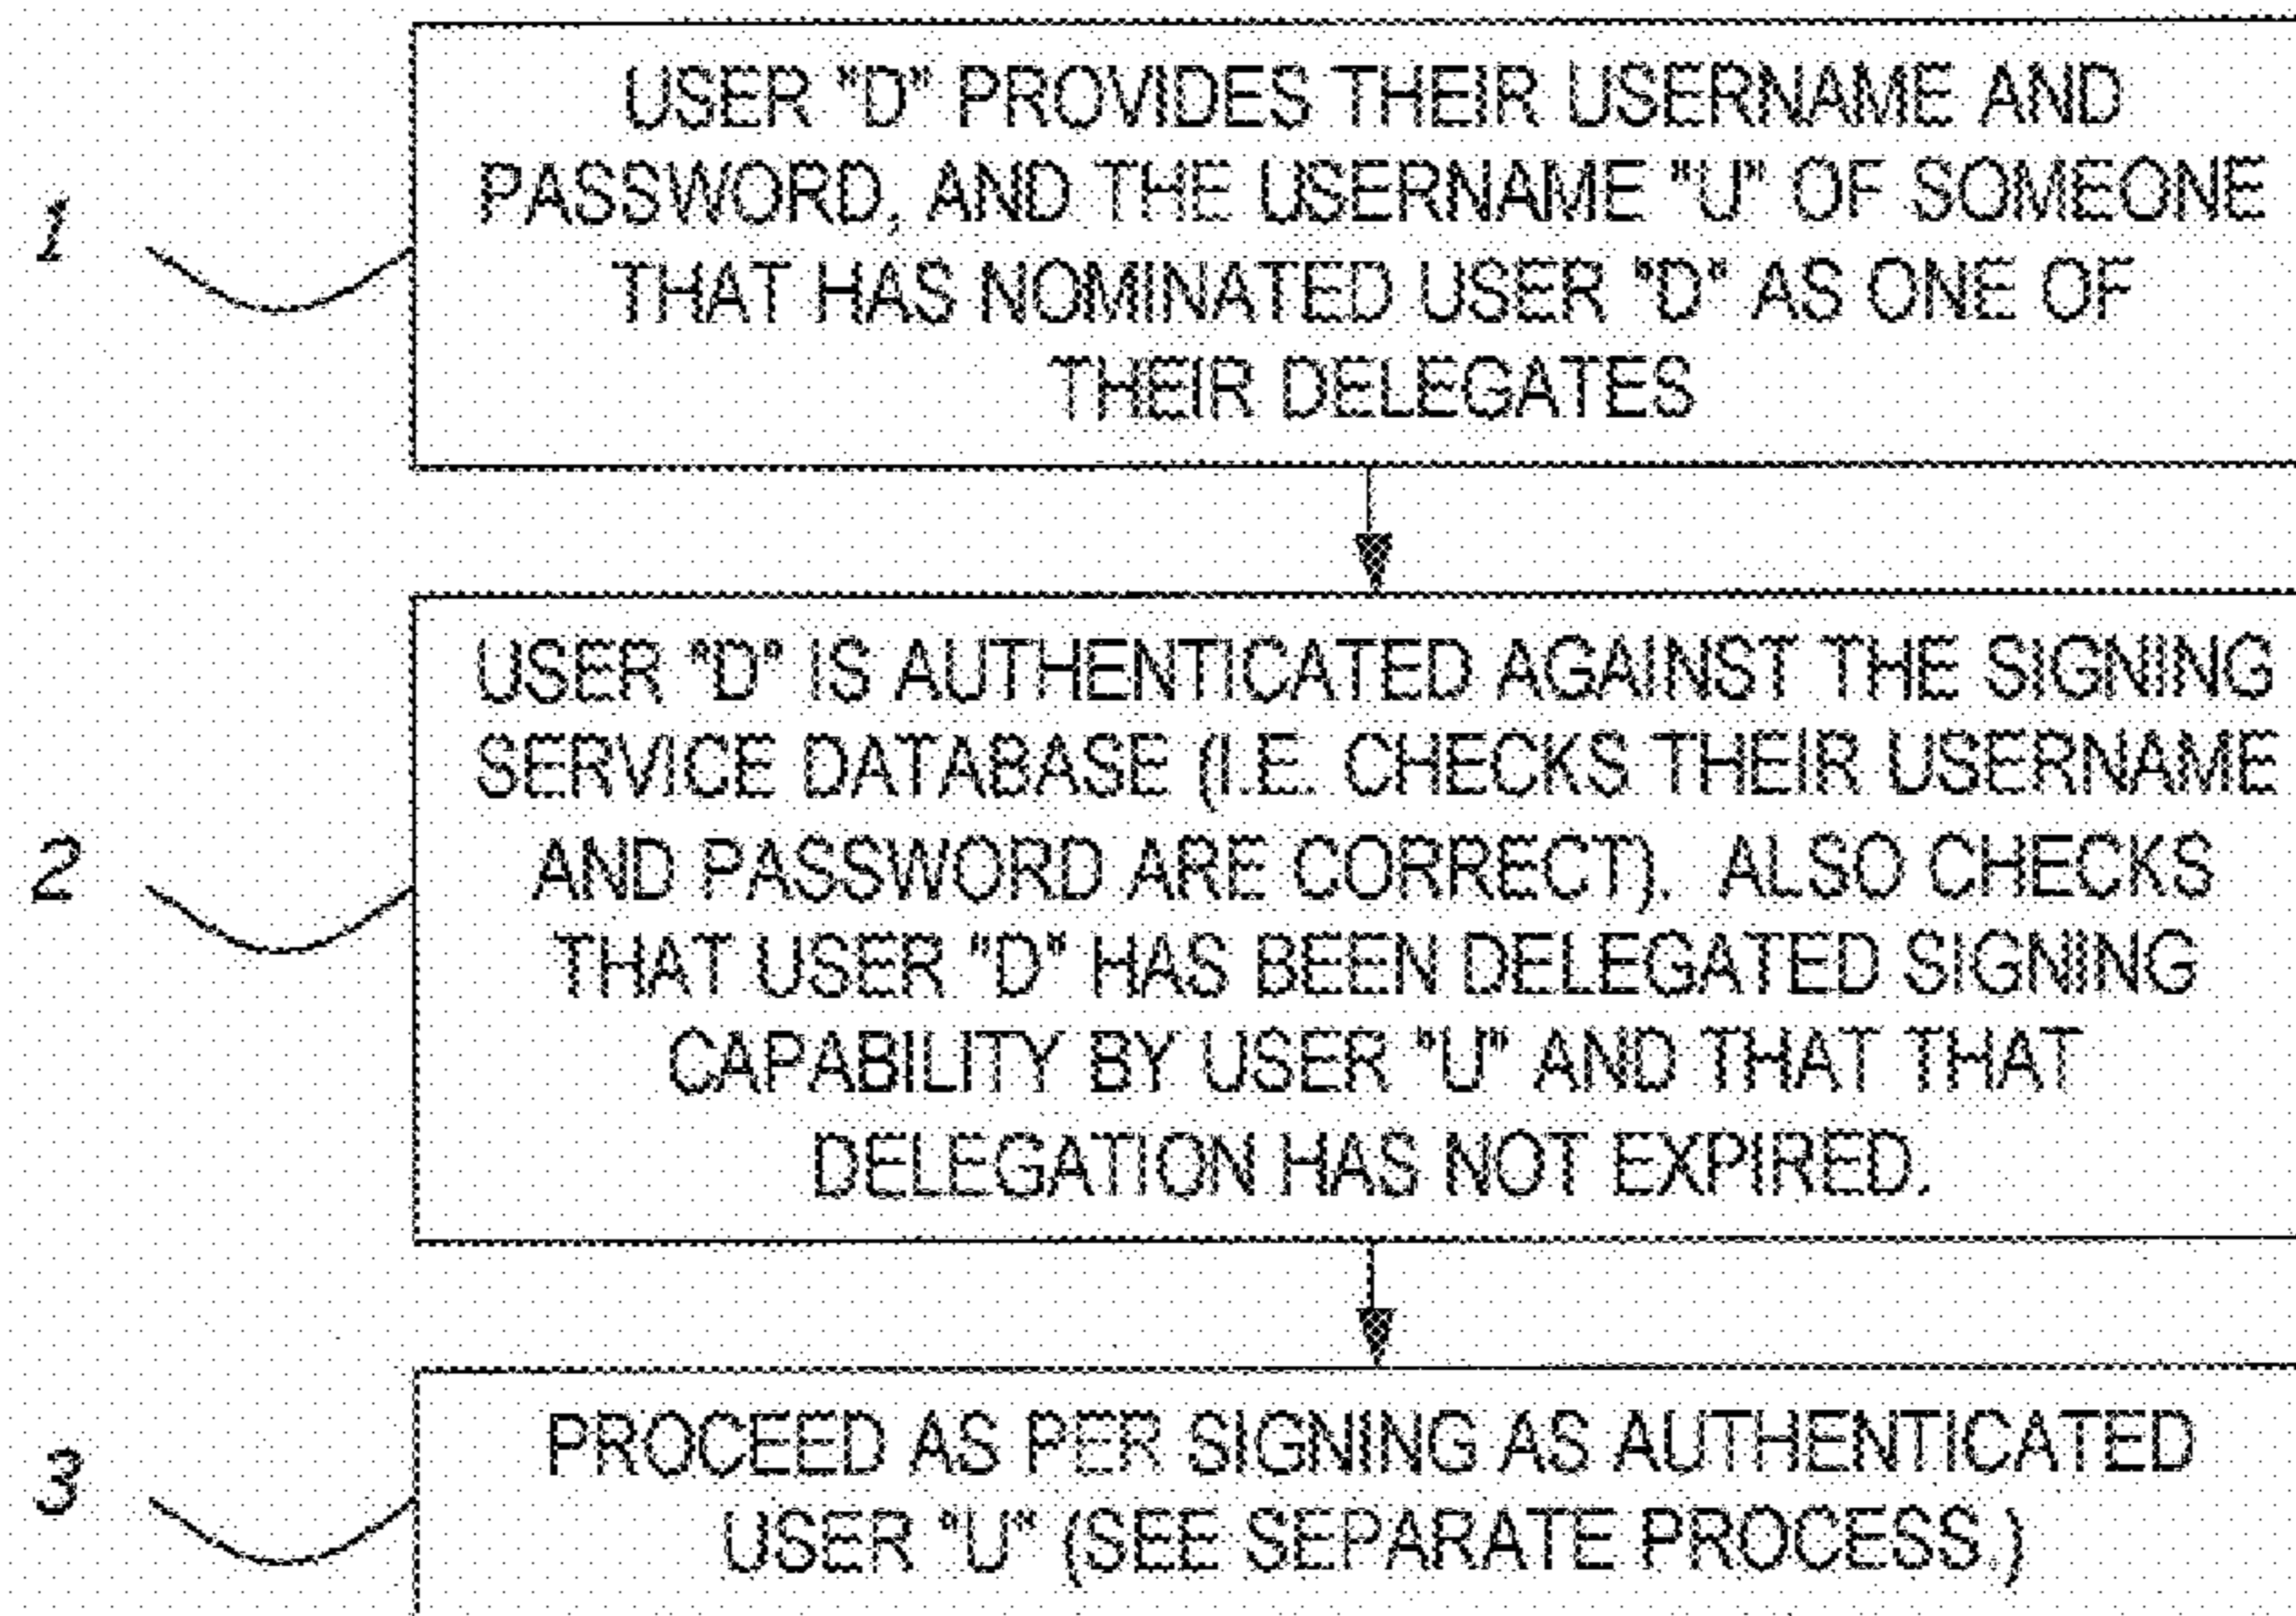 USER "D" PROVIDES THEIR USERNAME AND
1
PASSWORD, AND THE USERNAME "U" OF SOMEONE
THAT HAS NOMINATED USER "D" AS ONE OF
THEIR DELEGATES
USER "D" IS AUTHENTICATED AGAINST THE SIGNING
SERVICE DATABASE (I.E. CHECKS THEIR USERNAME
2
AND PASSWORD ARE CORRECT). ALSO CHECKS
THAT USER "D" HAS BEEN DELEGATED SIGNING
CAPABILITY BY USER "U" AND THAT THAT
DELEGATION HAS NOT EXPIRED.
3
PROCEED AS PER SIGNING AS AUTHENTICATED
USER "U" (SEE SEPARATE PROCESS.)